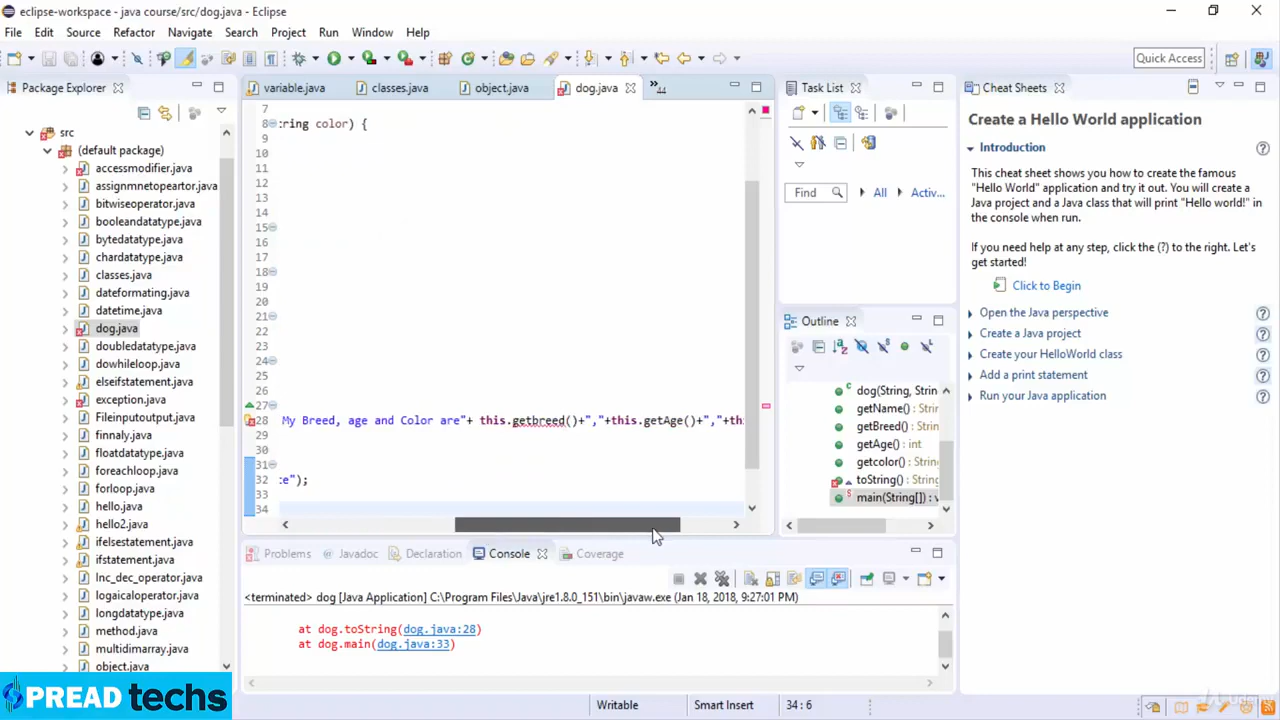 eclipse-workspace - java course/src/dog.java - Eclipse
File Edit Source Refactor Navigate Search Project Run Window Help
Quick Access
Package Explorer
src
(default package)
accessmodifier.java
assignmnetopeartor.java
bitwiseoperator.java
booleandatatype.java
bytedatatype.java
chardatatype.java
classes.java
dateformating.java
datetime.java
dog.java
doubledatatype.java
dowhileloop.java
elseifstatement.java
exception.java
Fileinputoutput.java
finnaly.java
floatdatatype.java
foreachloop.java
forloop.java
hello.java
hello2.java
ifelsestatement.java
ifstatement.java
Inc_dec_operator.java
logaicaloperator.java
longdatatype.java
method.java
multidimarray.java
object.java
variable.java classes.java object.java dog.java »11
7
8 :ring color) {
9
10
11
12
13
14
15
16
17
18
19
20
21
22
23
24
25
26
27
28 My Breed, age and Color are"+ this.getbreed()+","+this.getAge()+","+thi
29
30
31
32 :e");
33
34
Task List
Find All Activ...
Outline
dog(String, Strin
getName() : Strin
getBreed() : Strin
getAge() : int
getcolor() : String
toString() : String
main(String[]) : v
Cheat Sheets
Create a Hello World application
Introduction
This cheat sheet shows you how to create the famous
"Hello World" application and try it out. You will create a
Java project and a Java class that will print "Hello world!" in
the console when run.
If you need help at any step, click the (?) to the right. Let's
get started!
Click to Begin
Open the Java perspective
Create a Java project
Create your HelloWorld class
Add a print statement
Run your Java application
Problems Javadoc Declaration Console Coverage
<terminated> dog [Java Application] C:\Program Files\Java\jre1.8.0_151\bin\javaw.exe (Jan 18, 2018, 9:27:01 PM)
at dog.toString(dog.java:28)
at dog.main(dog.java:33)
SPREAD techs
Writable Smart Insert 34 : 6